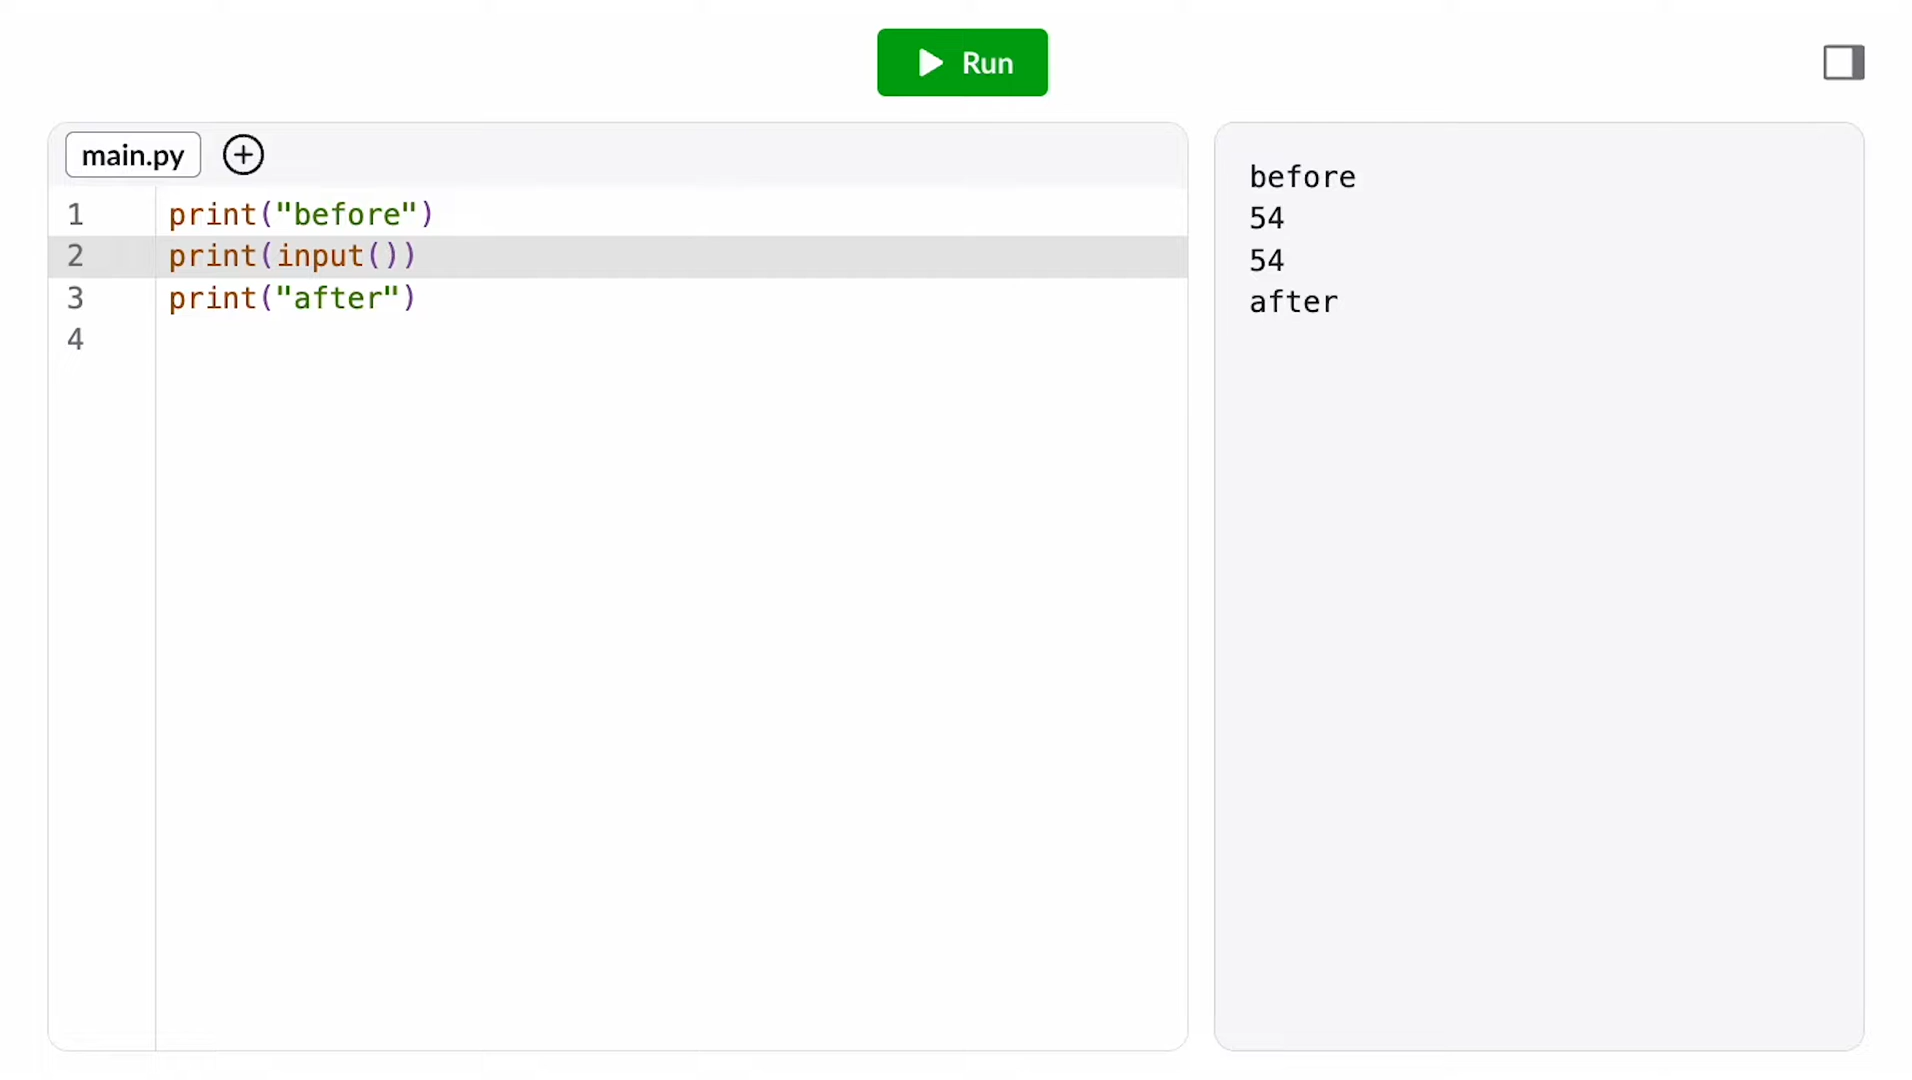 Run
main.py
1 print("before")
2 print(input())
3 print("after")
4
before
54
54
after